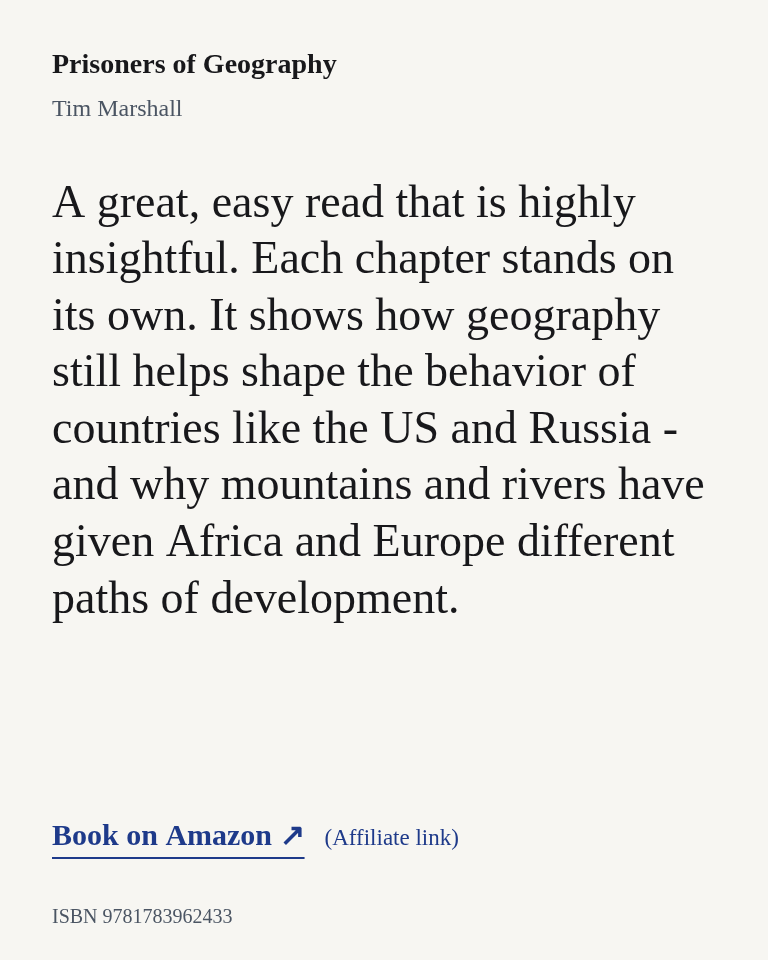 Prisoners of Geography
Tim Marshall
A great, easy read that is highly
insightful. Each chapter stands on
its own. It shows how geography
still helps shape the behavior of
countries like the US and Russia -
and why mountains and rivers have
given Africa and Europe different
paths of development.
Book on Amazon ↗ (Affiliate link)
ISBN 9781783962433